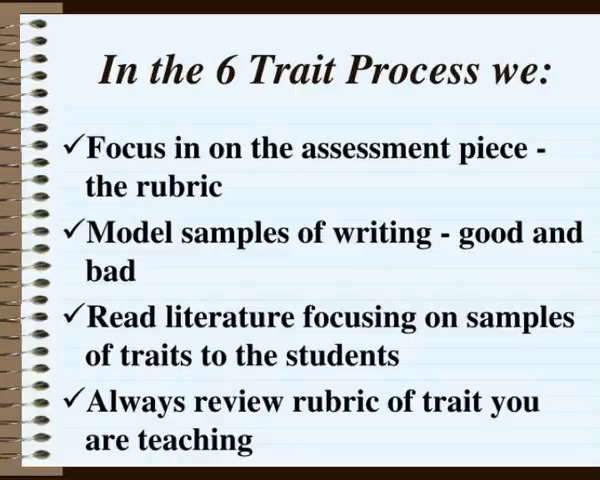 In the 6 Trait Process we:
✓Focus in on the assessment piece -
the rubric
✓Model samples of writing - good and
bad
✓Read literature focusing on samples
of traits to the students
✓Always review rubric of trait you
are teaching